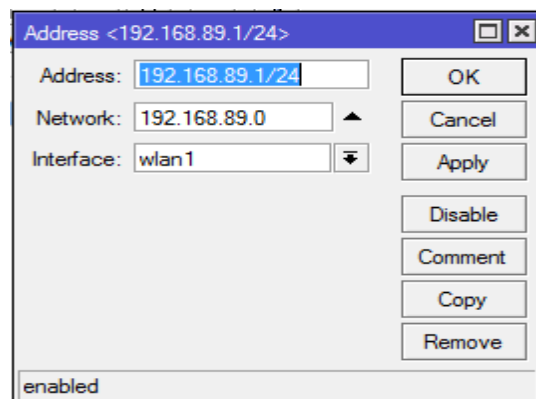 Address <192.168.89.1/24>
Address: 192.168.89.1/24 OK
Network: 192.168.89.0 Cancel
Interface: wlan1 Apply
Disable
Comment
Copy
Remove
enabled